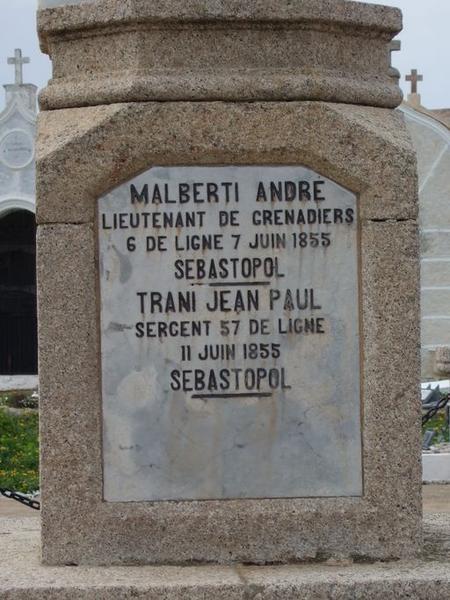 MALBERTI ANDRE
LIEUTENANT DE GRENADIERS
6 DE LIGNE 7 JUIN 1855
SEBASTOPOL
TRANI JEAN PAUL
SERGENT 57 DE LIGNE
11 JUIN 1855
SEBASTOPOL